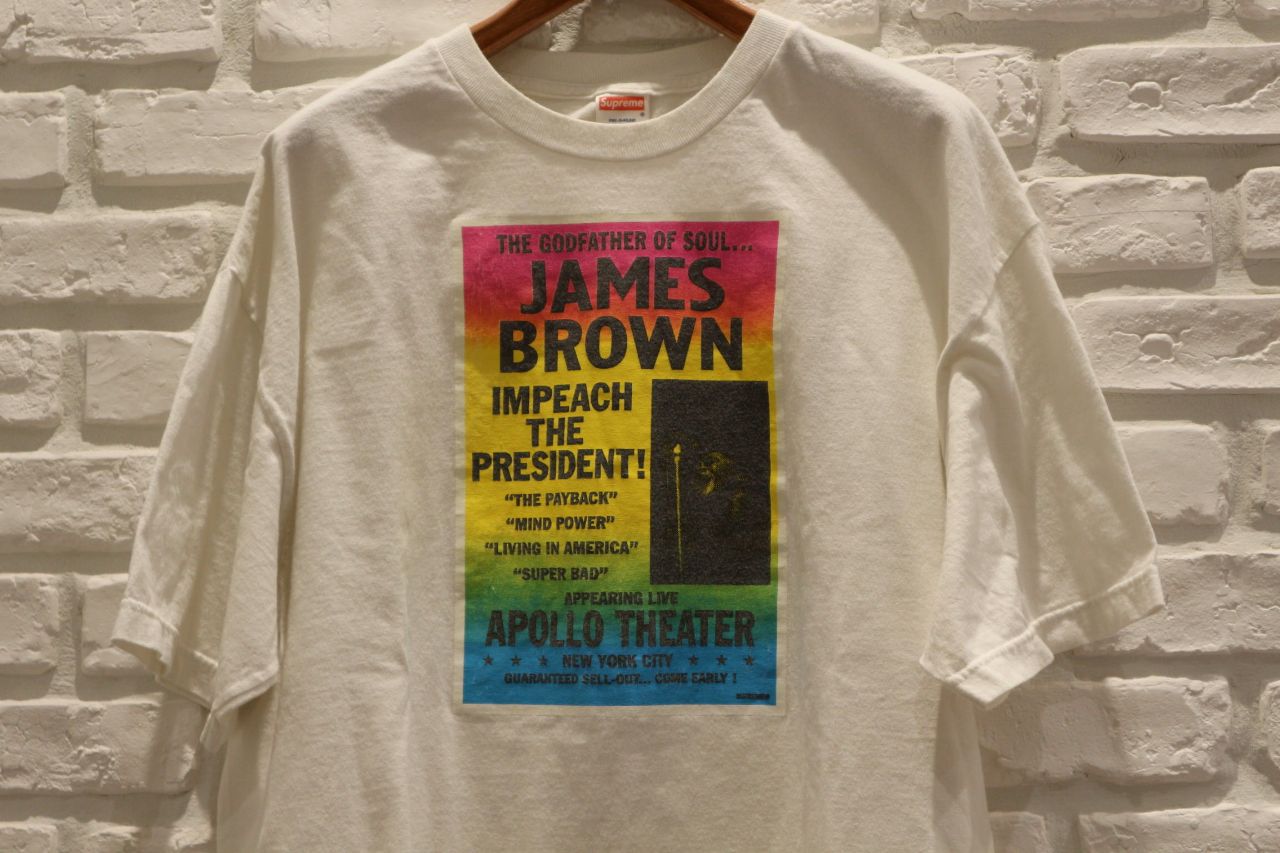 Supreme
THE GODFATHER OF SOUL...
JAMES
BROWN
IMPEACH
THE
PRESIDENT!
"THE PAYBACK"
"MIND POWER"
"LIVING IN AMERICA"
"SUPER BAD"
APPEARING LIVE
APOLLO THEATER
★ ★ ★ NEW YORK CITY ★ ★ ★
GUARANTEED SELL-OUT... COME EARLY !